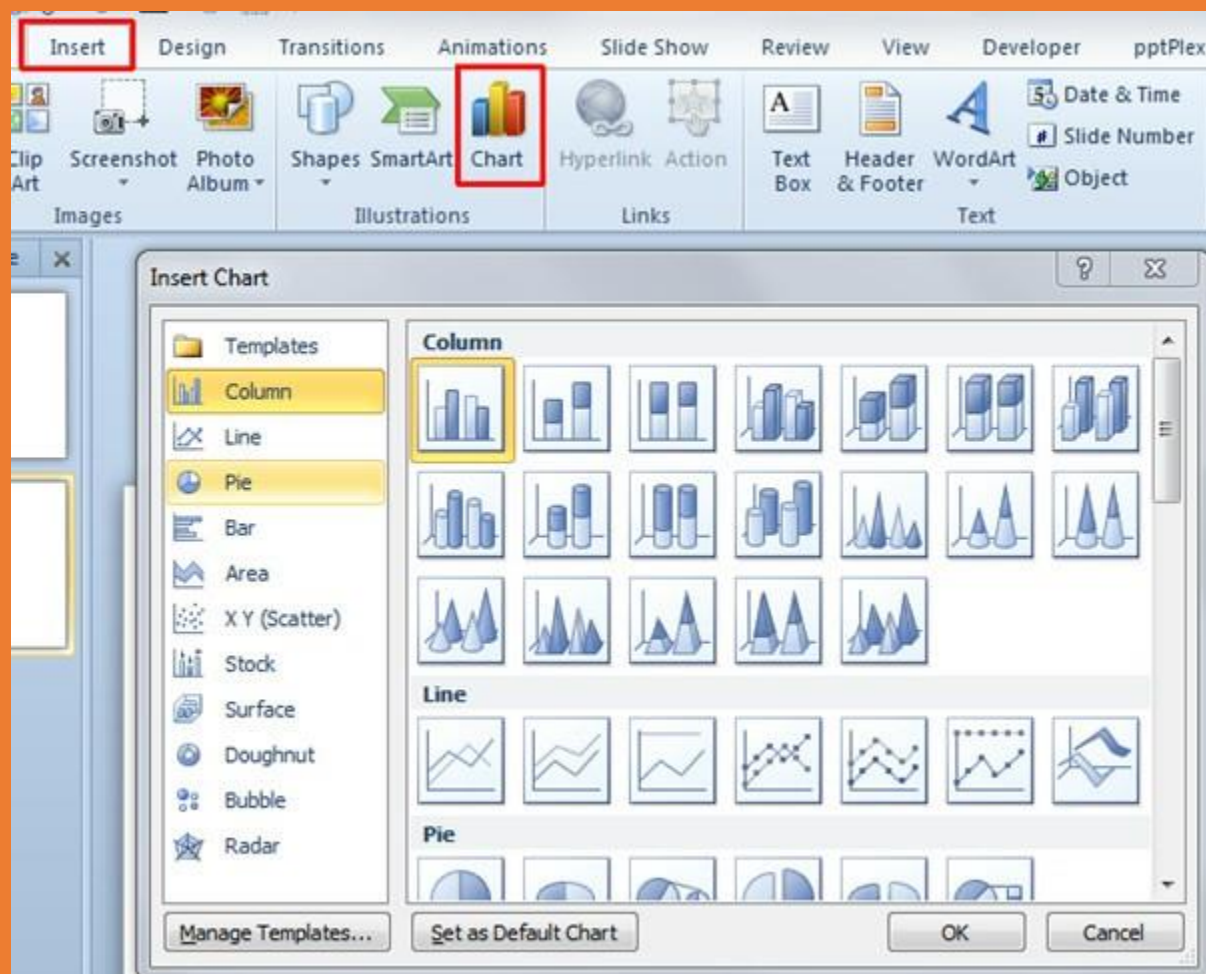 Insert Design Transitions Animations Slide Show Review View Developer pptPlex
Clip Art
Screenshot
Photo Album
Shapes
SmartArt
Chart
Hyperlink
Action
A
Text Box
Header & Footer
A
WordArt
5
Date & Time
#
Slide Number
Object
Images Illustrations Links Text
Insert Chart
?
Templates
Column
Line
Pie
Bar
Area
X Y (Scatter)
Stock
Surface
Doughnut
Bubble
Radar
Column
Line
Pie
Manage Templates...
Set as Default Chart
OK
Cancel